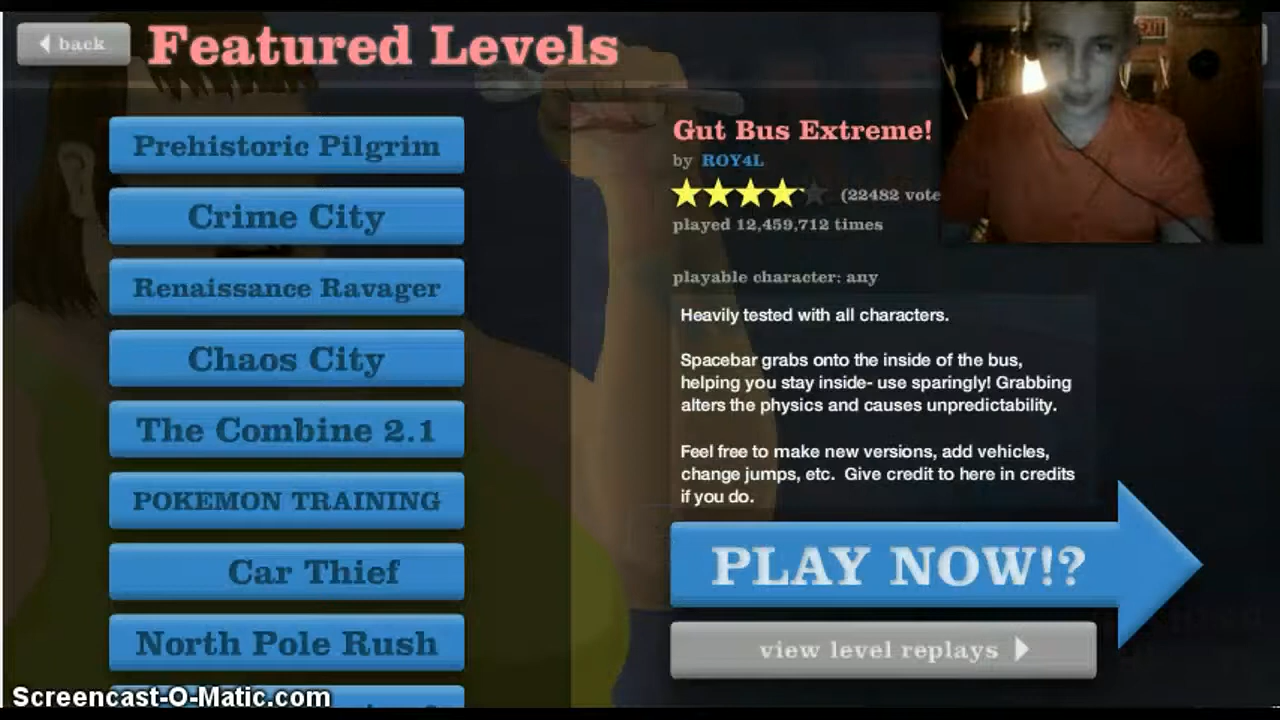 back
Featured Levels
EXIT
Prehistoric Pilgrim
Crime City
Renaissance Ravager
Chaos City
The Combine 2.1
POKEMON TRAINING
Car Thief
North Pole Rush
Gut Bus Extreme!
by ROY4L
(22482 vote
played 12,459,712 times
playable character: any
Heavily tested with all characters.
Spacebar grabs onto the inside of the bus,
helping you stay inside- use sparingly! Grabbing
alters the physics and causes unpredictability.
Feel free to make new versions, add vehicles,
change jumps, etc. Give credit to here in credits
if you do.
PLAY NOW!?
view level replays
Screencast-O-Matic.com